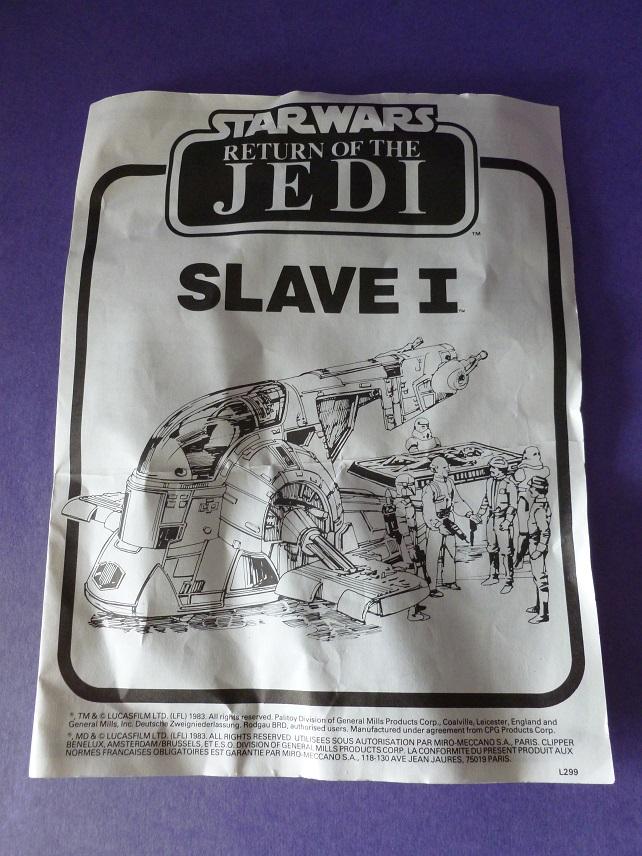 STAR WARS
RETURN OF THE
JEDI
TM
SLAVE I
TM
®, TM & © LUCASFILM LTD. (LFL) 1983. All rights reserved. Palitoy Division of General Mills Products Corp., Coalville, Leicester, England and
General Mills, Inc. Deutsche Zweigniederlassung. Rodgau BRD, authorised users. Manufactured under agreement from CPG Products Corp.
®, MD & © LUCASFILM LTD. (LFL) 1983. ALL RIGHTS RESERVED. UTILISEES SOUS AUTORISATION PAR MIRO-MECCANO S.A., PARIS. CLIPPER
BENELUX, AMSTERDAM/BRUSSELS, ET E.S.O. DIVISION OF GENERAL MILLS PRODUCTS CORP. LA CONFORMITE DU PRESENT PRODUIT AUX
NORMES FRANCAISES OBLIGATOIRES EST GARANTIE PAR MIRO-MECCANO S.A., 118-130 AVE JEAN JAURES, 75019 PARIS.
L299